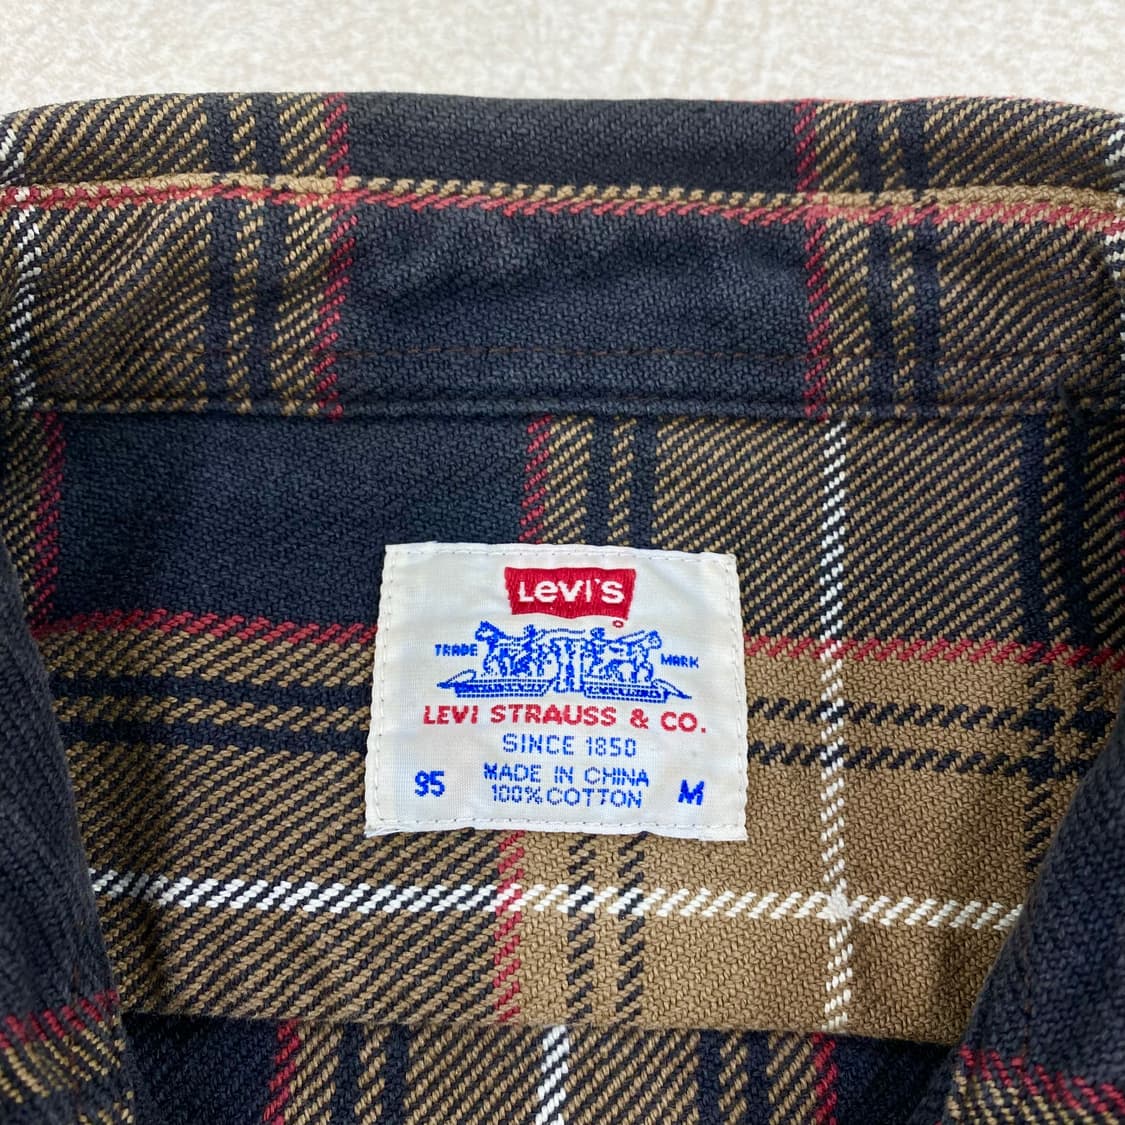 LEVI'S
TRADE MARK
LEVI STRAUSS & CO.
SINCE 1850
MADE IN CHINA
95 100% COTTON M